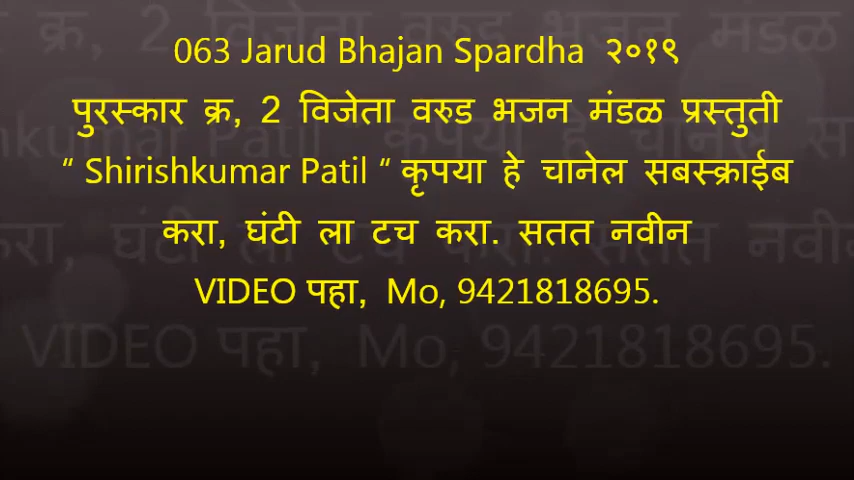 063 Jarud Bhajan Spardha २०१९
पुरस्कार क्र, 2 विजेता वरुड भजन मंडळ प्रस्तुती
“ Shirishkumar Patil “ कृपया हे चानेल सबस्क्राईब
करा, घंटी ला टच करा. सतत नवीन
VIDEO पहा, Mo, 9421818695.